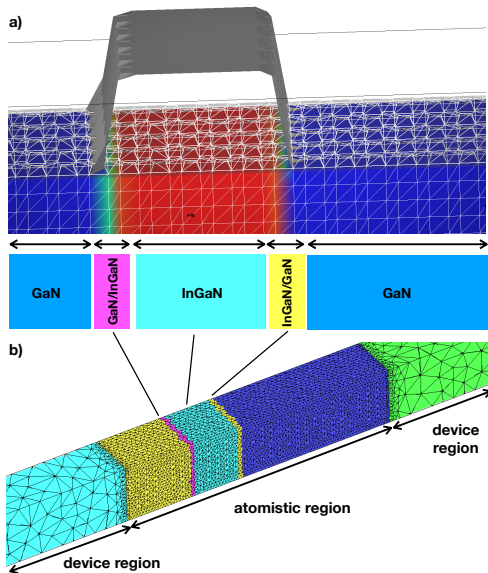 a)
GaN
GaN/InGaN
InGaN
InGaN/GaN
GaN
b)
device
region
atomistic region
device region